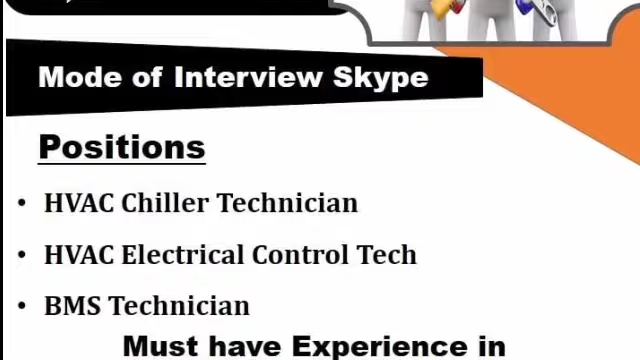 Mode of Interview Skype
Positions
• HVAC Chiller Technician
• HVAC Electrical Control Tech
• BMS Technician
Must have Experience in